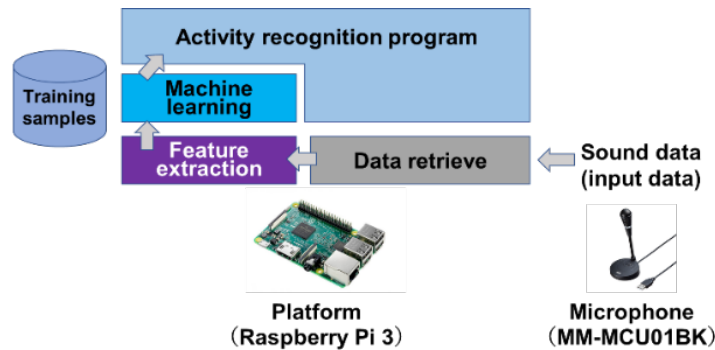 Activity recognition program
Training
samples
Machine
learning
Feature
extraction
Data retrieve
Sound data
(input data)
Platform
（Raspberry Pi 3）
Microphone
（MM-MCU01BK）